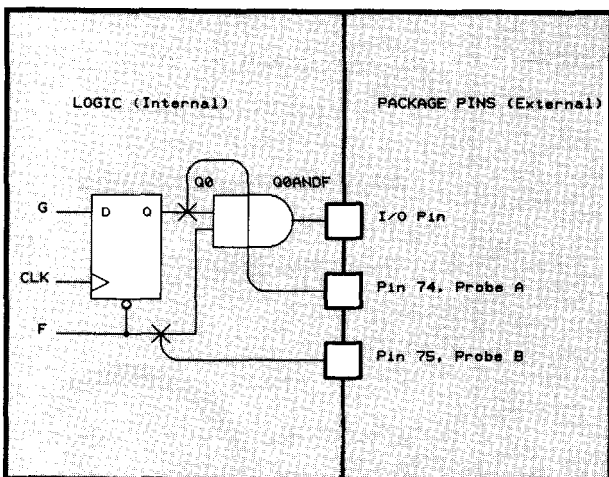 LOGIC (Internal)
PACKAGE PINS (External)
Q0
Q0ANDF
G
D
Q
I/O Pin
CLK
Pin 74, Probe A
F
Pin 75, Probe B